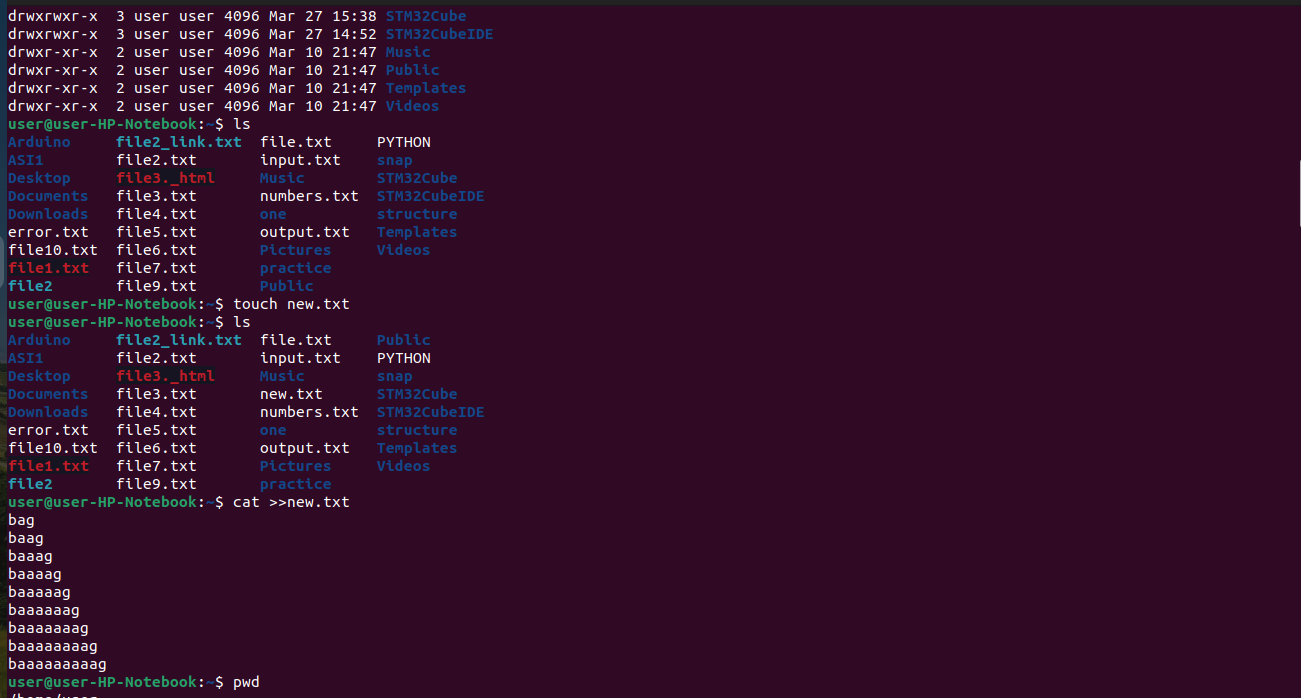 drwxrwxr-x  3 user user 4096 Mar 27 15:38 STM32Cube
drwxrwxr-x  3 user user 4096 Mar 27 14:52 STM32CubeIDE
drwxr-xr-x  2 user user 4096 Mar 10 21:47 Music
drwxr-xr-x  2 user user 4096 Mar 10 21:47 Public
drwxr-xr-x  2 user user 4096 Mar 10 21:47 Templates
drwxr-xr-x  2 user user 4096 Mar 10 21:47 Videos
user@user-HP-Notebook:~$ ls
Arduino     file2_link.txt  file.txt     PYTHON
ASI1        file2.txt       input.txt    snap
Desktop     file3._html     Music        STM32Cube
Documents   file3.txt       numbers.txt  STM32CubeIDE
Downloads   file4.txt       one          structure
error.txt   file5.txt       output.txt   Templates
file10.txt  file6.txt       Pictures     Videos
file1.txt   file7.txt       practice
file2       file9.txt       Public
user@user-HP-Notebook:~$ touch new.txt
user@user-HP-Notebook:~$ ls
Arduino     file2_link.txt  file.txt     Public
ASI1        file2.txt       input.txt    PYTHON
Desktop     file3._html     Music        snap
Documents   file3.txt       new.txt      STM32Cube
Downloads   file4.txt       numbers.txt  STM32CubeIDE
error.txt   file5.txt       one          structure
file10.txt  file6.txt       output.txt   Templates
file1.txt   file7.txt       Pictures     Videos
file2       file9.txt       practice
user@user-HP-Notebook:~$ cat >>new.txt
bag
baag
baaag
baaaag
baaaaag
baaaaaag
baaaaaaag
baaaaaaaag
baaaaaaaaag
user@user-HP-Notebook:~$ pwd
/home/user